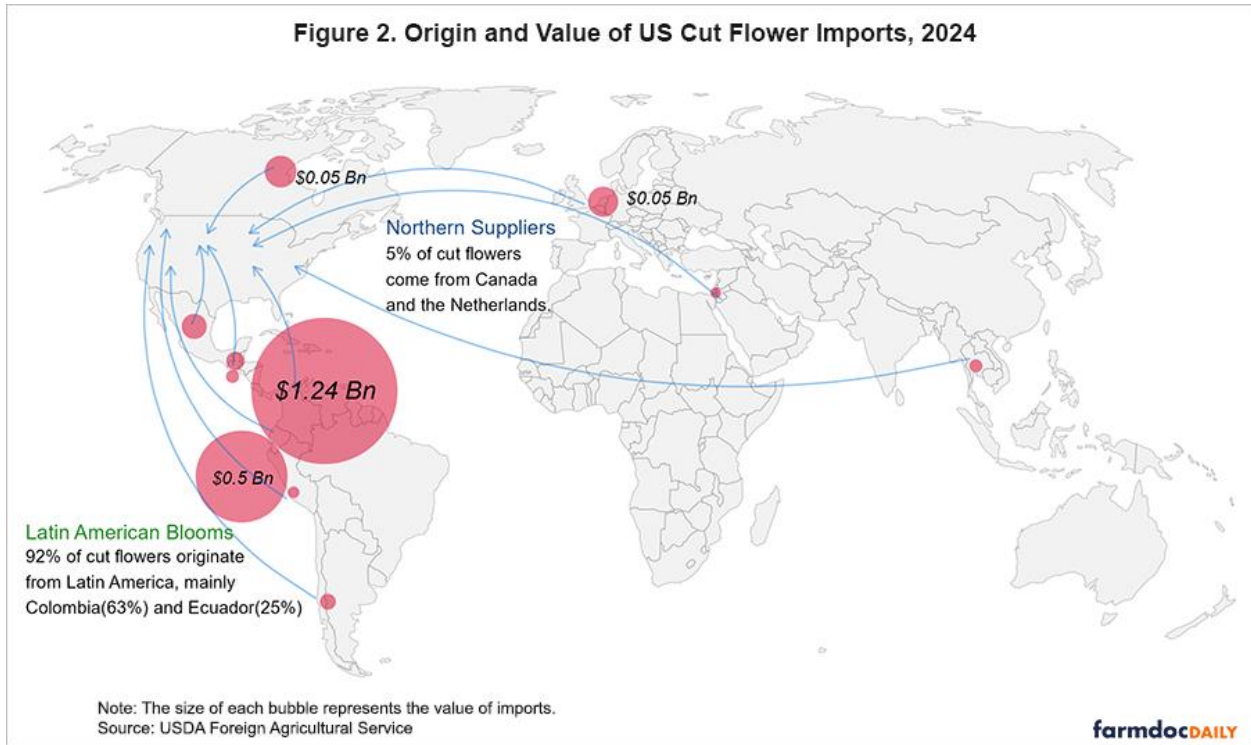 Figure 2. Origin and Value of US Cut Flower Imports, 2024
$0.05 Bn
$0.05 Bn
Northern Suppliers
5% of cut flowers
come from Canada
and the Netherlands.
$1.24 Bn
$0.5 Bn
Latin American Blooms
92% of cut flowers originate
from Latin America, mainly
Colombia(63%) and Ecuador(25%)
Note: The size of each bubble represents the value of imports.
Source: USDA Foreign Agricultural Service
farmdocDAILY